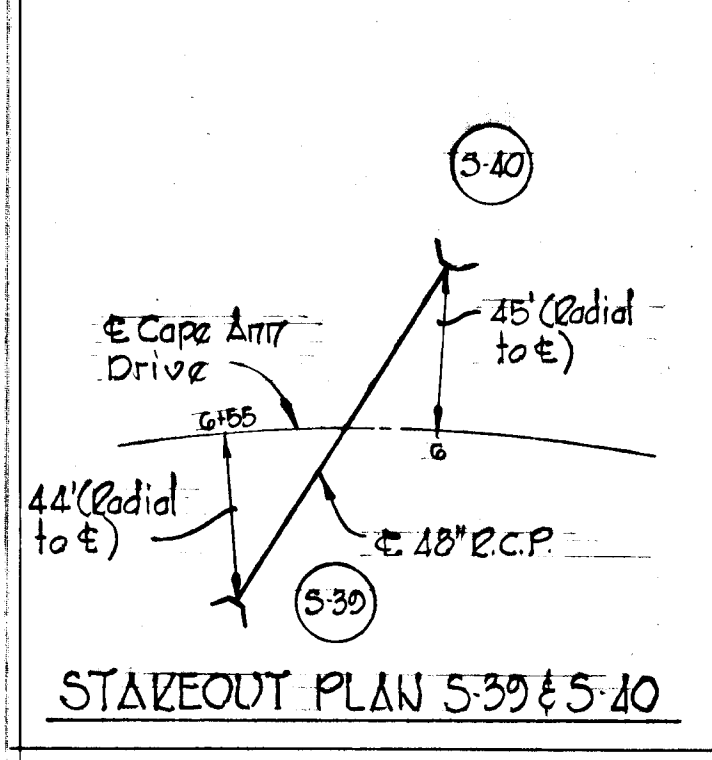 S-40
45' (Radial
to ℄)
℄ Cape Ann
Drive
6+55
6
44' (Radial
to ℄)
℄ 48" R.C.P.
S-39
STAKEOUT PLAN S-39 & S-40